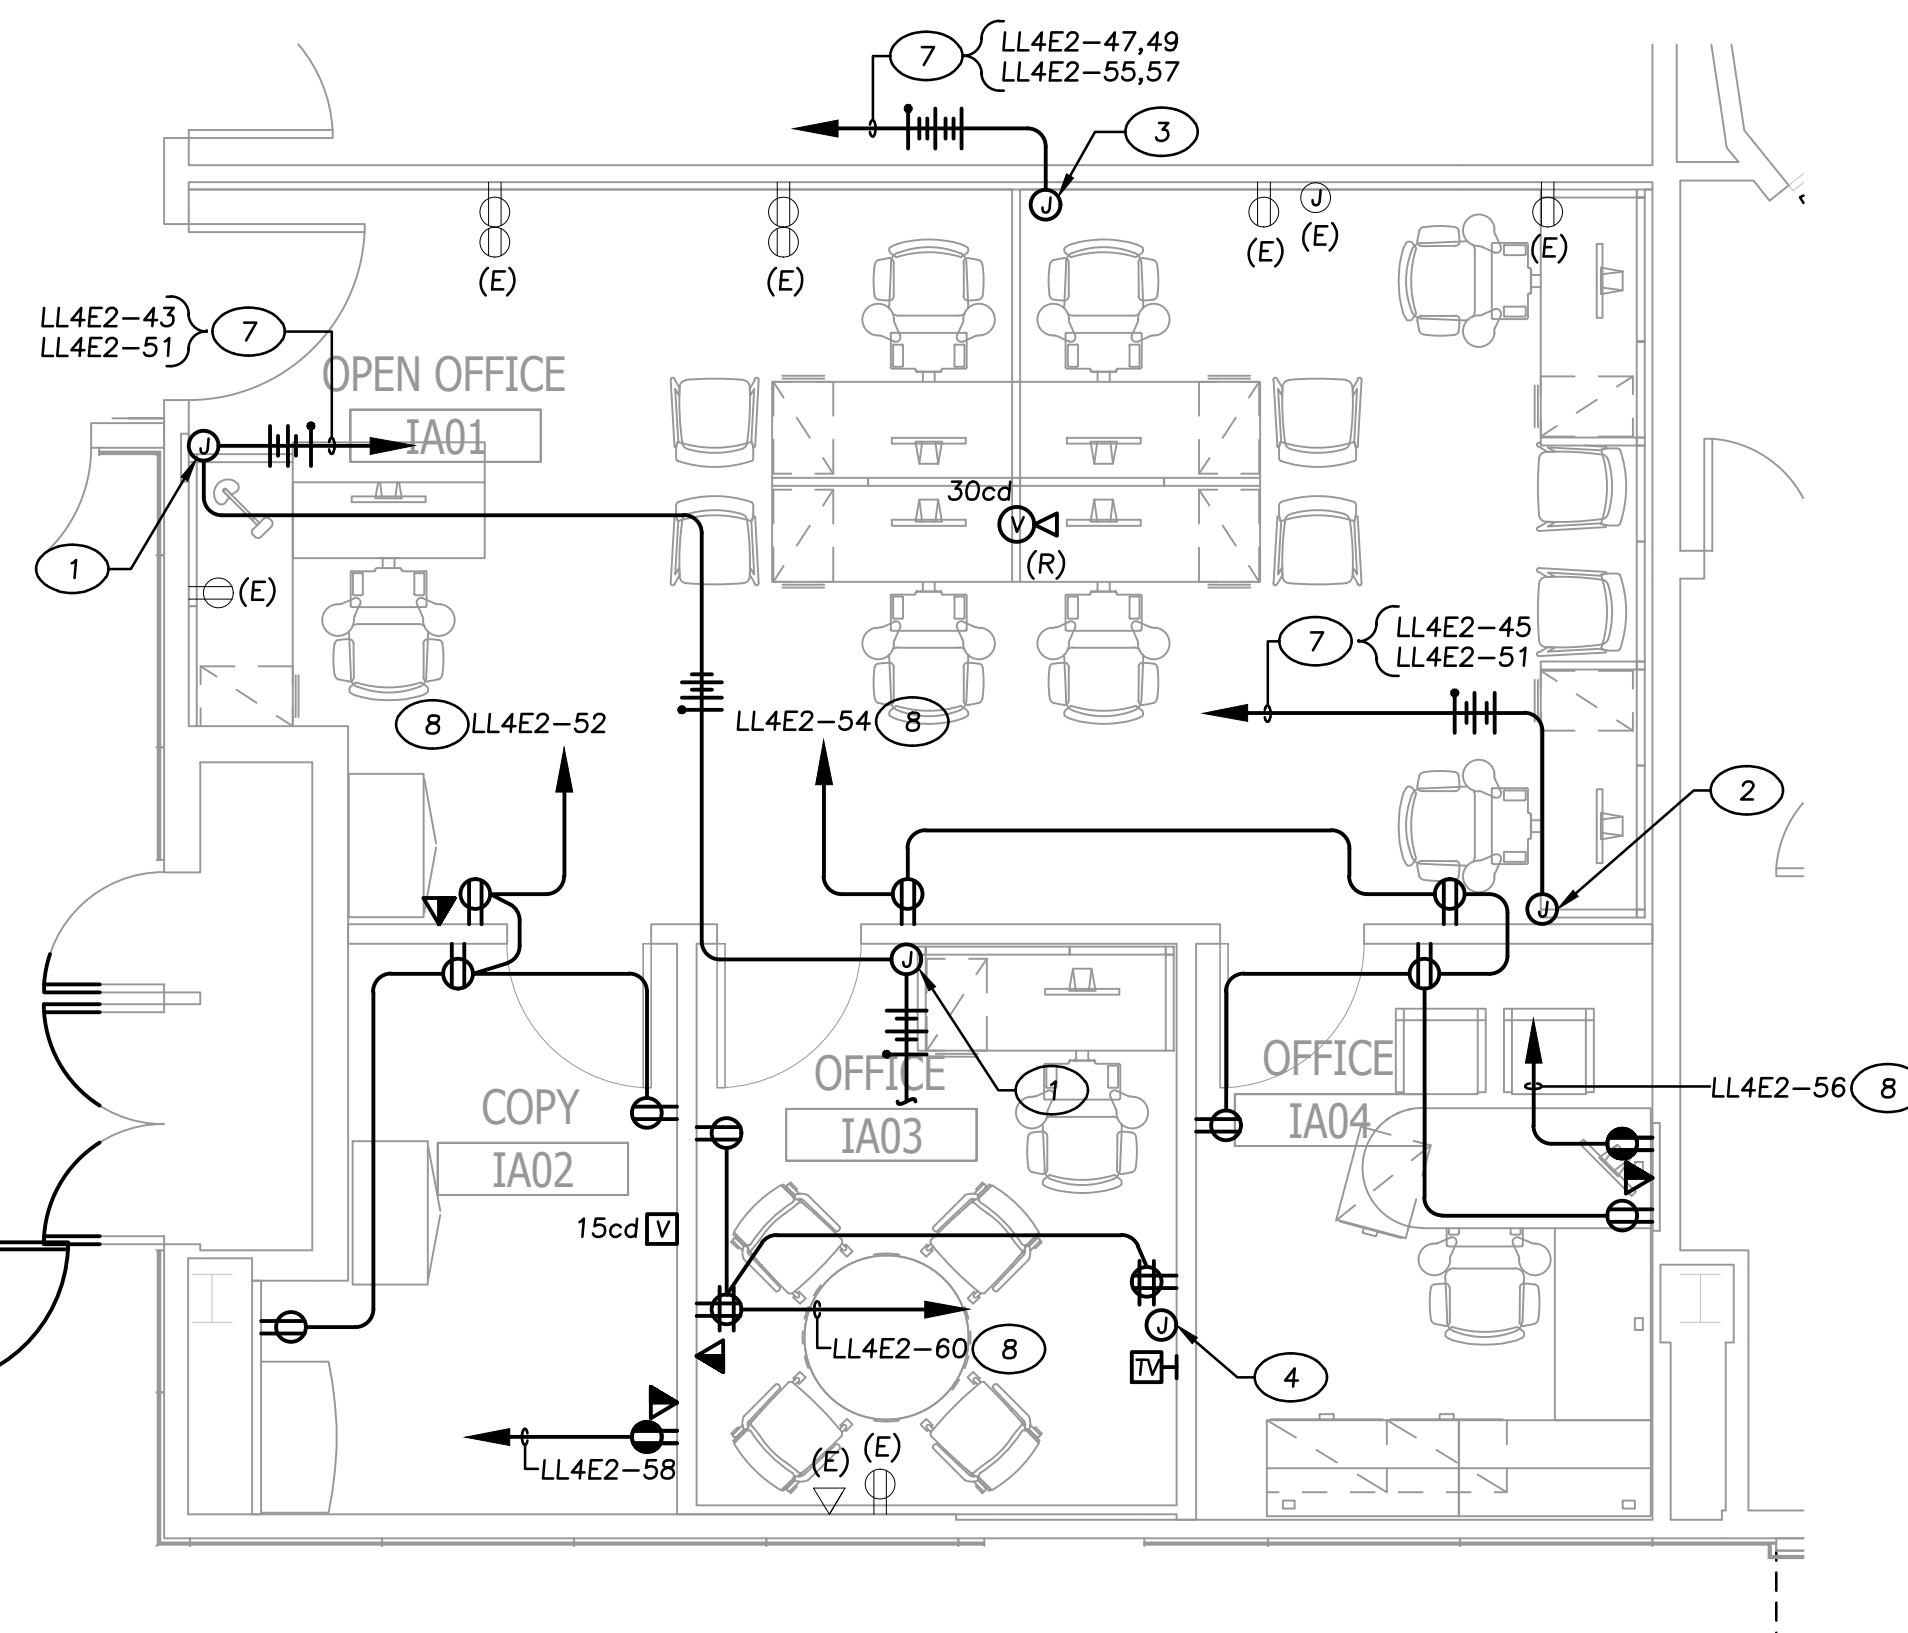 7
LL4E2-47,49
LL4E2-55,57
3
J
J
(E)
(E)
(E)
(E)
(E)
LL4E2-43
LL4E2-51
7
OPEN OFFICE
IA01
J
1
(E)
30cd
V
(R)
7
LL4E2-45
LL4E2-51
8 LL4E2-52
LL4E2-54 8
2
J
J
OFFICE
IA03
1
OFFICE
IA04
LL4E2-56 8
COPY
IA02
15cd V
LL4E2-60 8
J
TV
4
(E)
(E)
LL4E2-58